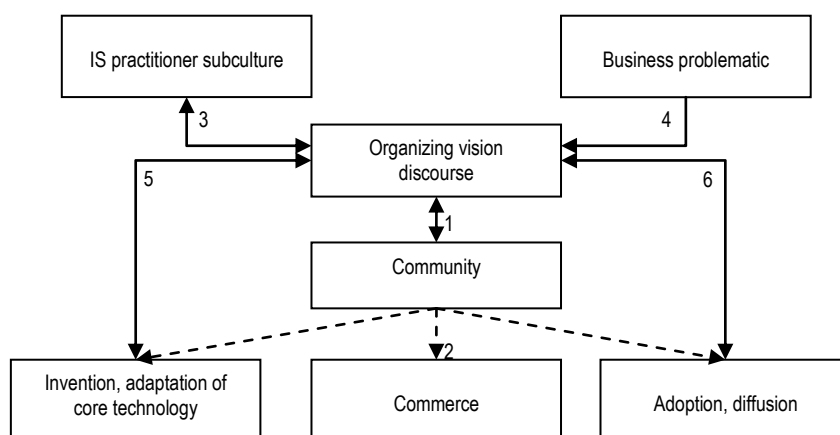 IS practitioner subculture
Business problematic
3
4
Organizing vision
discourse
5
6
1
Community
2
Invention, adaptation of
core technology
Commerce
Adoption, diffusion